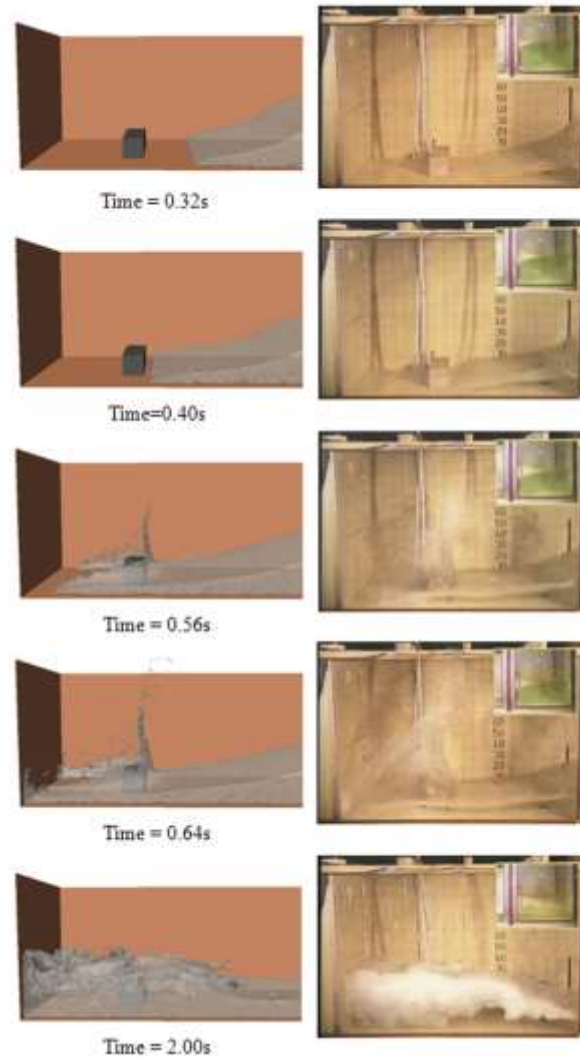 Time = 0.32s
Time=0.40s
Time = 0.56s
Time = 0.64s
Time = 2.00s